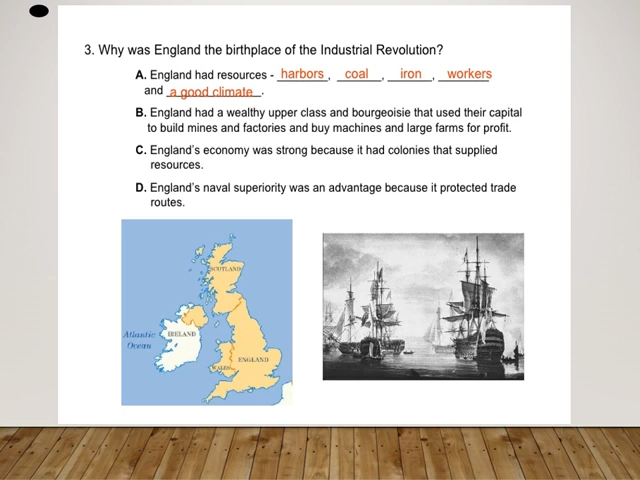 3. Why was England the birthplace of the Industrial Revolution?
A. England had resources - harbors, coal, iron, workers
and a good climate.
B. England had a wealthy upper class and bourgeoisie that used their capital
to build mines and factories and buy machines and large farms for profit.
C. England's economy was strong because it had colonies that supplied
resources.
D. England's naval superiority was an advantage because it protected trade
routes.
SCOTLAND
Atlantic
Ocean
IRELAND
ENGLAND
WALES